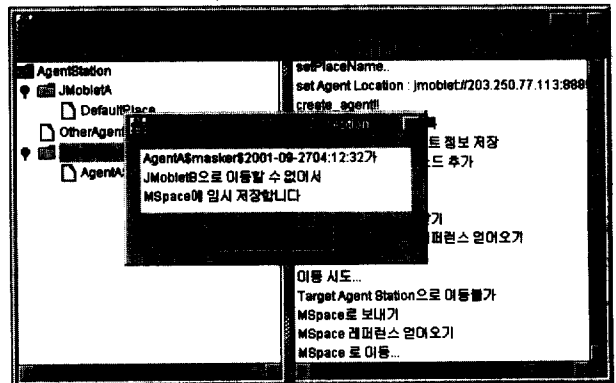 AgentStation
JMobletA
DefaultPlace
OtherAgent
AgentA
setPlaceName..
set Agent Location : jmoblet://203.250.77.113:888
create_agent!!
트 정보 저장
드 추가
기
퍼런스 얻어오기
이동 시도...
Target Agent Station으로 이동불가
MSpace로 보내기
MSpace 레퍼런스 얻어오기
MSpace 로 이동...
AgentA$masker$2001-09-2704:12:32가
JMobletB으로 이동할 수 없어서
MSpace에 임시 저장합니다